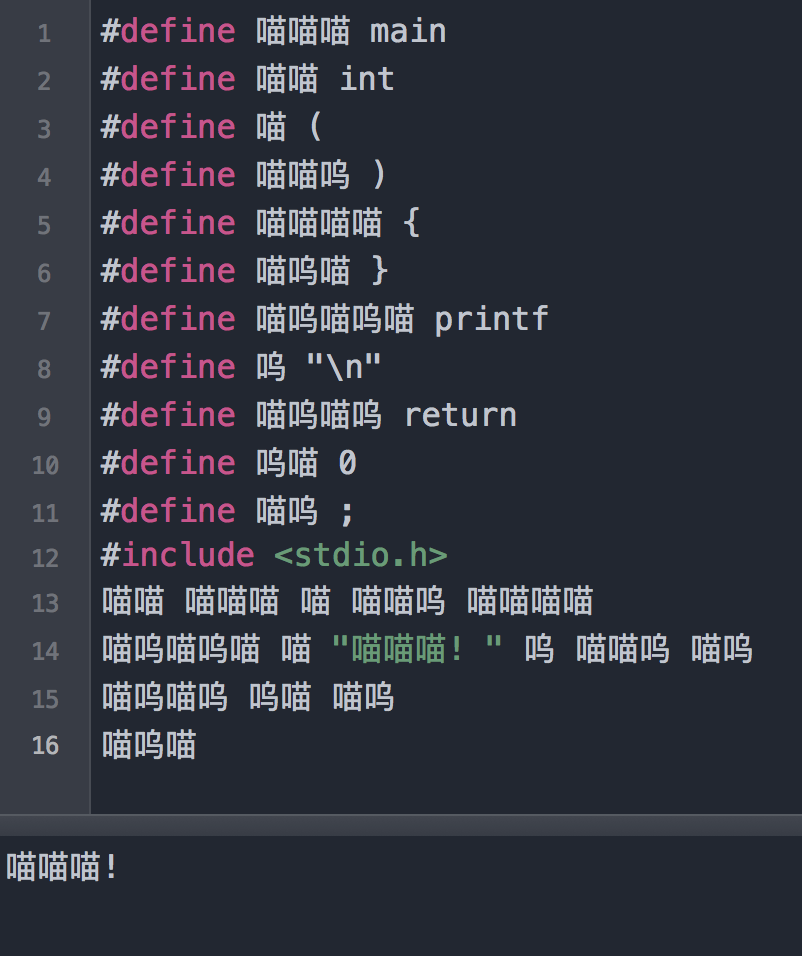 1 #define 喵喵喵 main
2 #define 喵喵 int
3 #define 喵 (
4 #define 喵喵呜 )
5 #define 喵喵喵喵 {
6 #define 喵呜喵 }
7 #define 喵呜喵呜喵 printf
8 #define 呜 "\n"
9 #define 喵呜喵呜 return
10 #define 呜喵 0
11 #define 喵呜 ;
12 #include <stdio.h>
13 喵喵 喵喵喵 喵 喵喵呜 喵喵喵喵
14 喵呜喵呜喵 喵 "喵喵喵! " 呜 喵喵呜 喵呜
15 喵呜喵呜 呜喵 喵呜
16 喵呜喵
喵喵喵!